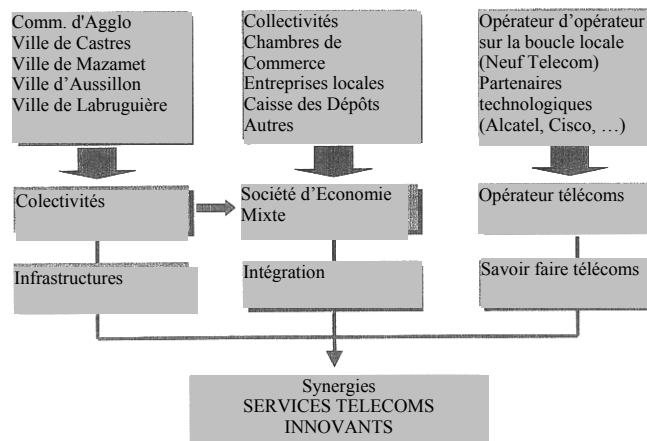 Comm. d'Agglo
Ville de Castres
Ville de Mazamet
Ville d’Aussillon
Ville de Labruguière
Collectivités
Chambres de
Commerce
Entreprises locales
Caisse des Dépôts
Autres
Opérateur d’opérateur
sur la boucle locale
(Neuf Telecom)
Partenaires
technologiques
(Alcatel, Cisco, …)
Colectivités
Société d’Economie
Mixte
Opérateur télécoms
Infrastructures
Intégration
Savoir faire télécoms
Synergies
SERVICES TELECOMS
INNOVANTS